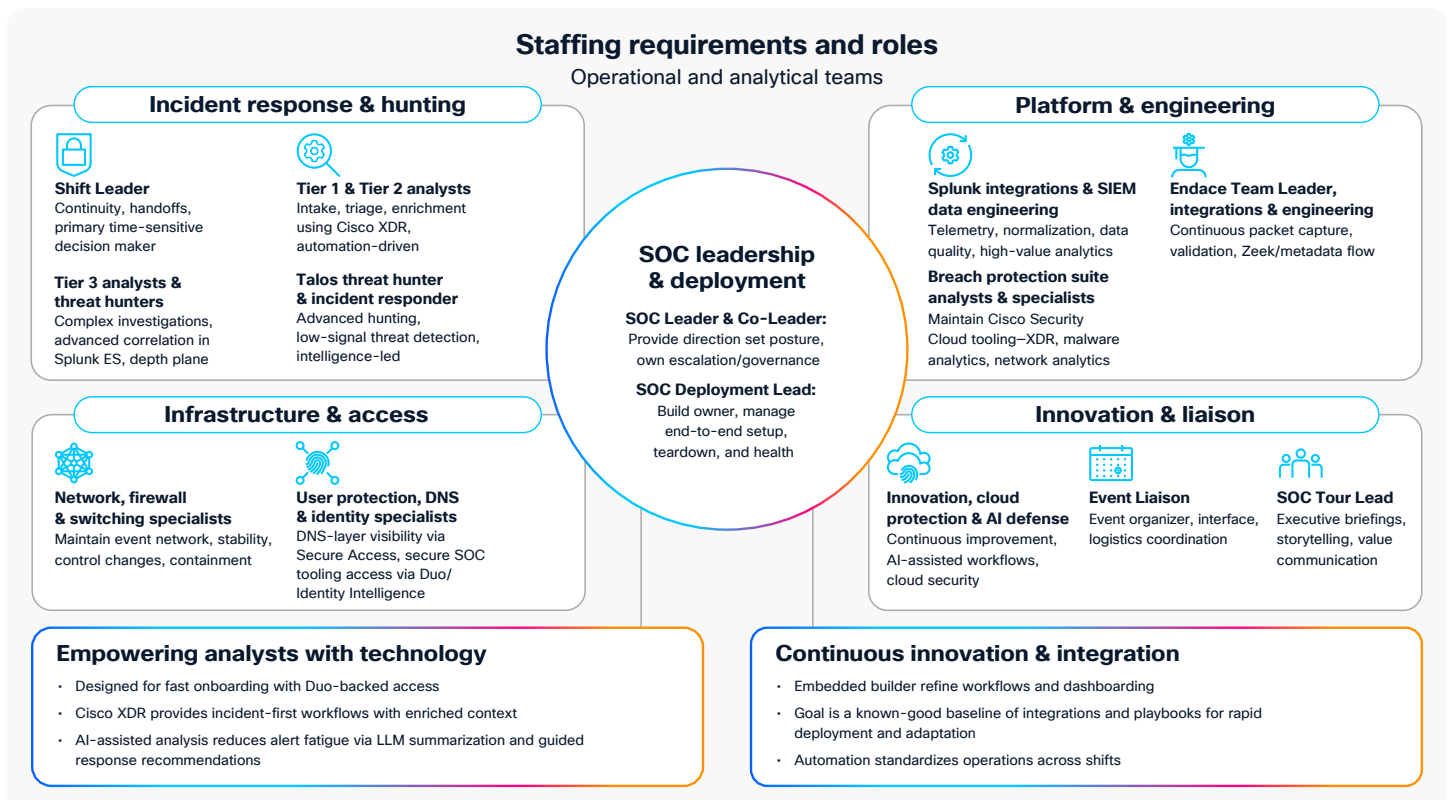 Staffing requirements and roles
Operational and analytical teams
Incident response & hunting
Shift Leader
Continuity, handoffs,
primary time-sensitive
decision maker
Tier 1 & Tier 2 analysts
Intake, triage, enrichment
using Cisco XDR,
automation-driven
Tier 3 analysts &
threat hunters
Complex investigations,
advanced correlation in
Splunk ES, depth plane
Talos threat hunter
& incident responder
Advanced hunting,
low-signal threat detection,
intelligence-led
Platform & engineering
Splunk integrations & SIEM
data engineering
Telemetry, normalization, data
quality, high-value analytics
Endace Team Leader,
integrations & engineering
Continuous packet capture,
validation, Zeek/metadata flow
Breach protection suite
analysts & specialists
Maintain Cisco Security
Cloud tooling—XDR, malware
analytics, network analytics
SOC leadership
& deployment
SOC Leader & Co-Leader:
Provide direction set posture,
own escalation/governance
SOC Deployment Lead:
Build owner, manage
end-to-end setup,
teardown, and health
Infrastructure & access
Network, firewall
& switching specialists
Maintain event network, stability,
control changes, containment
User protection, DNS
& identity specialists
DNS-layer visibility via
Secure Access, secure SOC
tooling access via Duo/
Identity Intelligence
Innovation & liaison
Innovation, cloud
protection & AI defense
Continuous improvement,
AI-assisted workflows,
cloud security
Event Liaison
Event organizer, interface,
logistics coordination
SOC Tour Lead
Executive briefings,
storytelling, value
communication
Empowering analysts with technology
• Designed for fast onboarding with Duo-backed access
• Cisco XDR provides incident-first workflows with enriched context
• AI-assisted analysis reduces alert fatigue via LLM summarization and guided
response recommendations
Continuous innovation & integration
• Embedded builder refine workflows and dashboarding
• Goal is a known-good baseline of integrations and playbooks for rapid
deployment and adaptation
• Automation standardizes operations across shifts